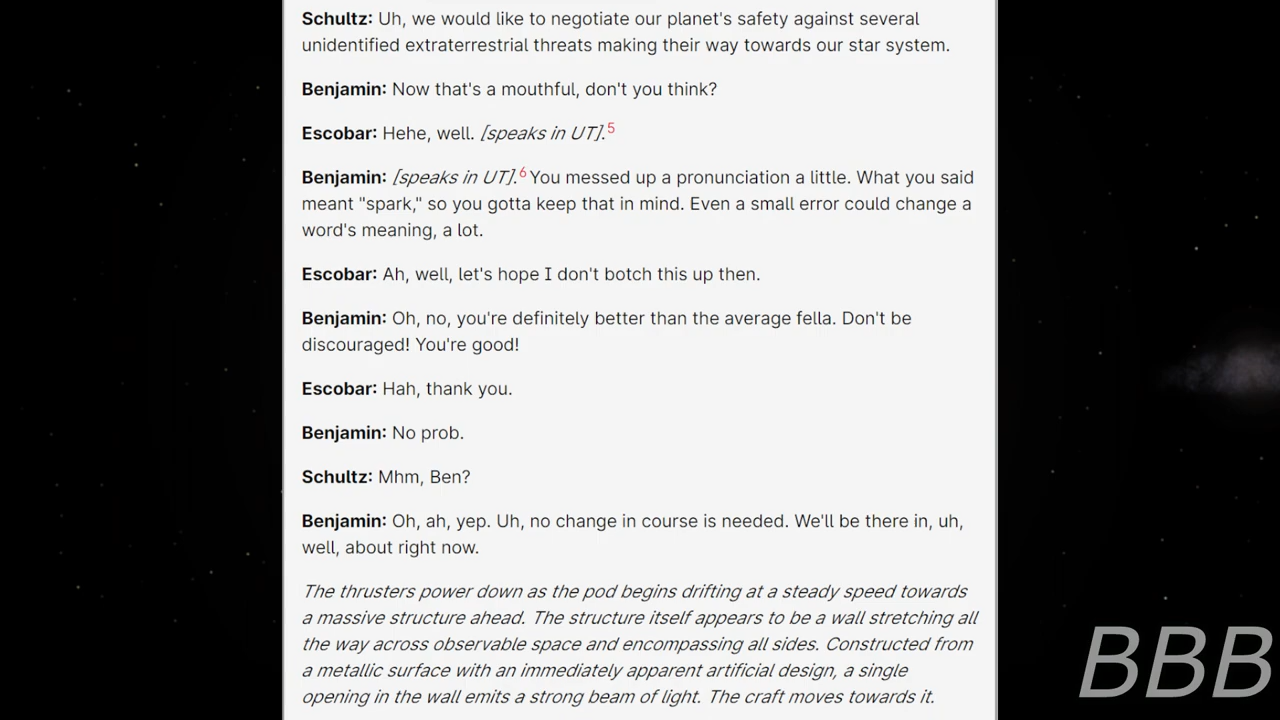 Schultz: Uh, we would like to negotiate our planet's safety against several
unidentified extraterrestrial threats making their way towards our star system.
Benjamin: Now that's a mouthful, don't you think?
Escobar: Hehe, well. [speaks in UT].5
Benjamin: [speaks in UT].6 You messed up a pronunciation a little. What you said
meant "spark," so you gotta keep that in mind. Even a small error could change a
word's meaning, a lot.
Escobar: Ah, well, let's hope I don't botch this up then.
Benjamin: Oh, no, you're definitely better than the average fella. Don't be
discouraged! You're good!
Escobar: Hah, thank you.
Benjamin: No prob.
Schultz: Mhm, Ben?
Benjamin: Oh, ah, yep. Uh, no change in course is needed. We'll be there in, uh,
well, about right now.
The thrusters power down as the pod begins drifting at a steady speed towards
a massive structure ahead. The structure itself appears to be a wall stretching all
the way across observable space and encompassing all sides. Constructed from
a metallic surface with an immediately apparent artificial design, a single
opening in the wall emits a strong beam of light. The craft moves towards it.
BBB